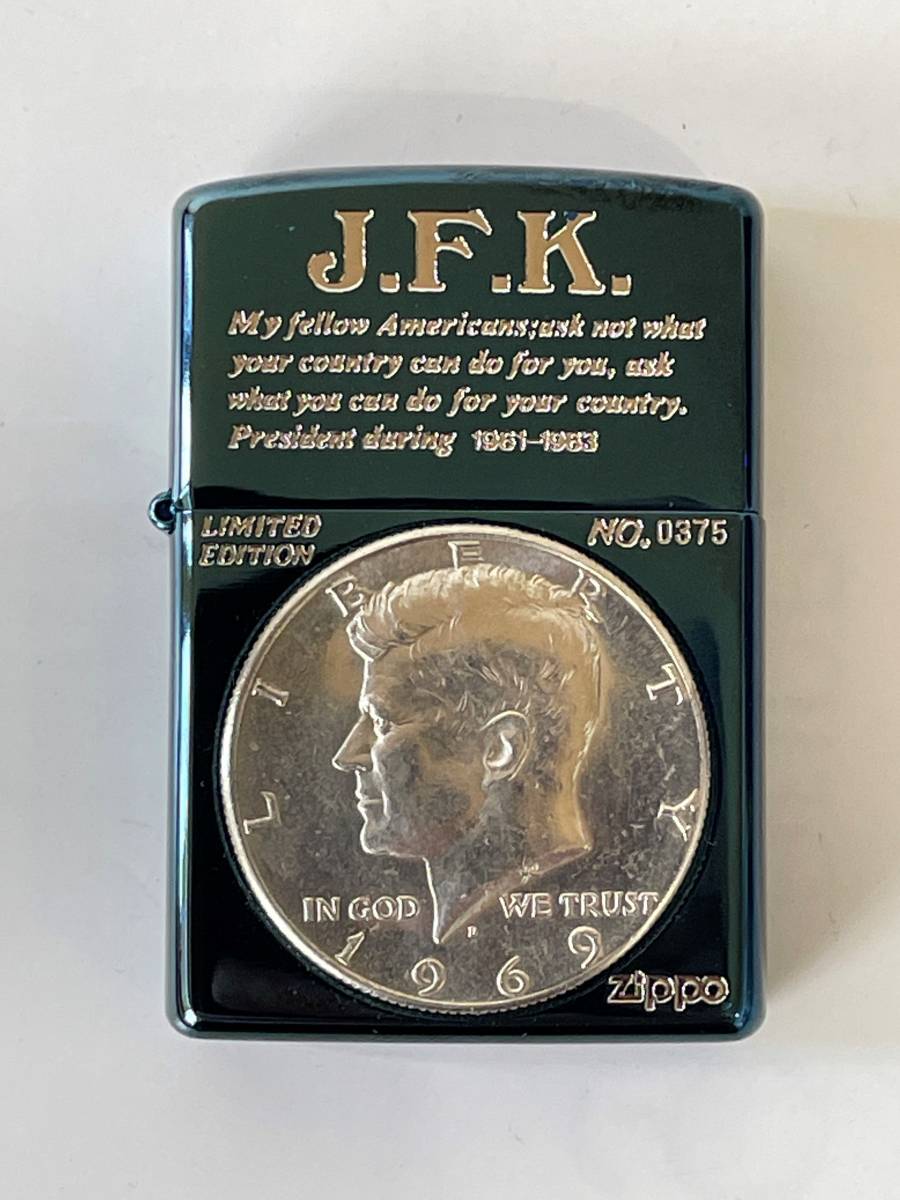 J.F.K.
My fellow Americans;ask not what
your country can do for you, ask
what you can do for your country.
President during 1961-1963
LIMITED
EDITION
NO. 0375
LIBERTY
IN GOD WE TRUST
1969
zippo